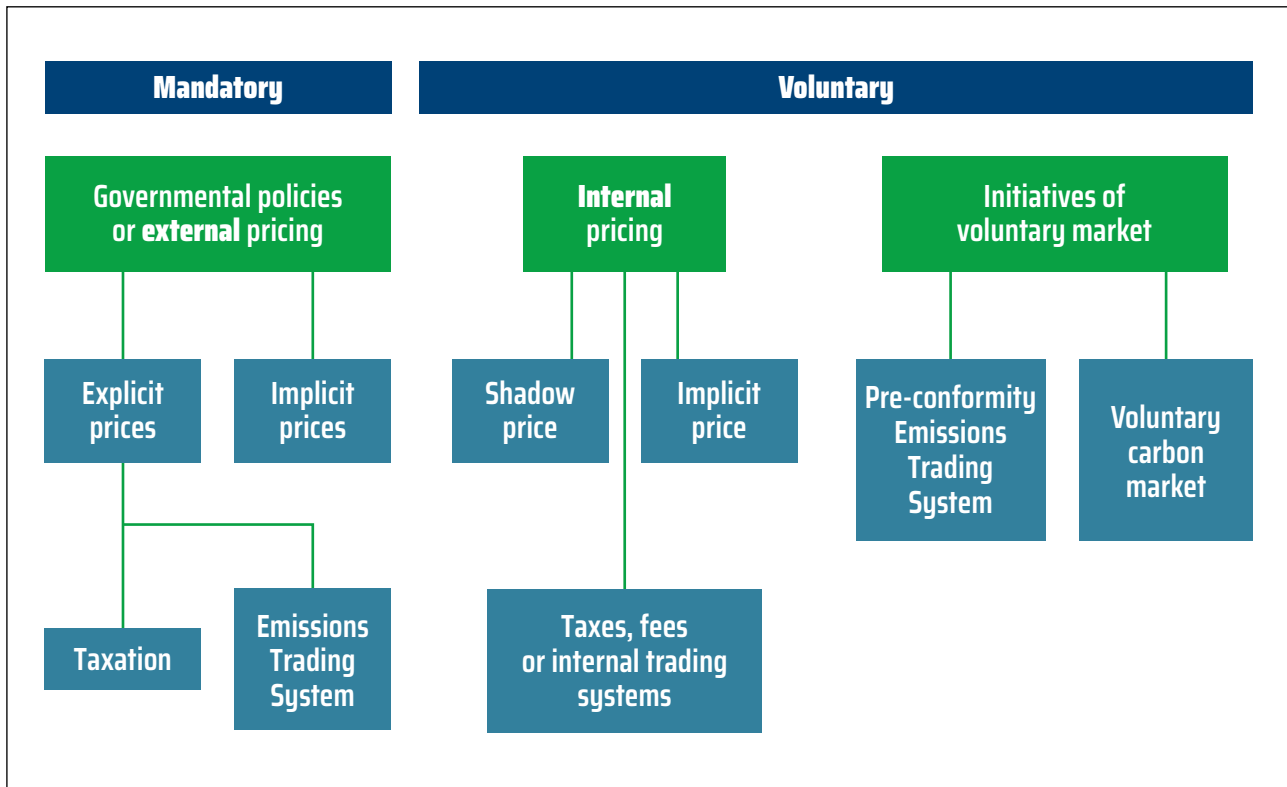 Mandatory
Voluntary
Governmental policies
or external pricing
Internal
pricing
Initiatives of
voluntary market
Explicit
prices
Implicit
prices
Shadow
price
Implicit
price
Pre-conformity
Emissions
Trading
System
Voluntary
carbon
market
Taxation
Emissions
Trading
System
Taxes, fees
or internal trading
systems